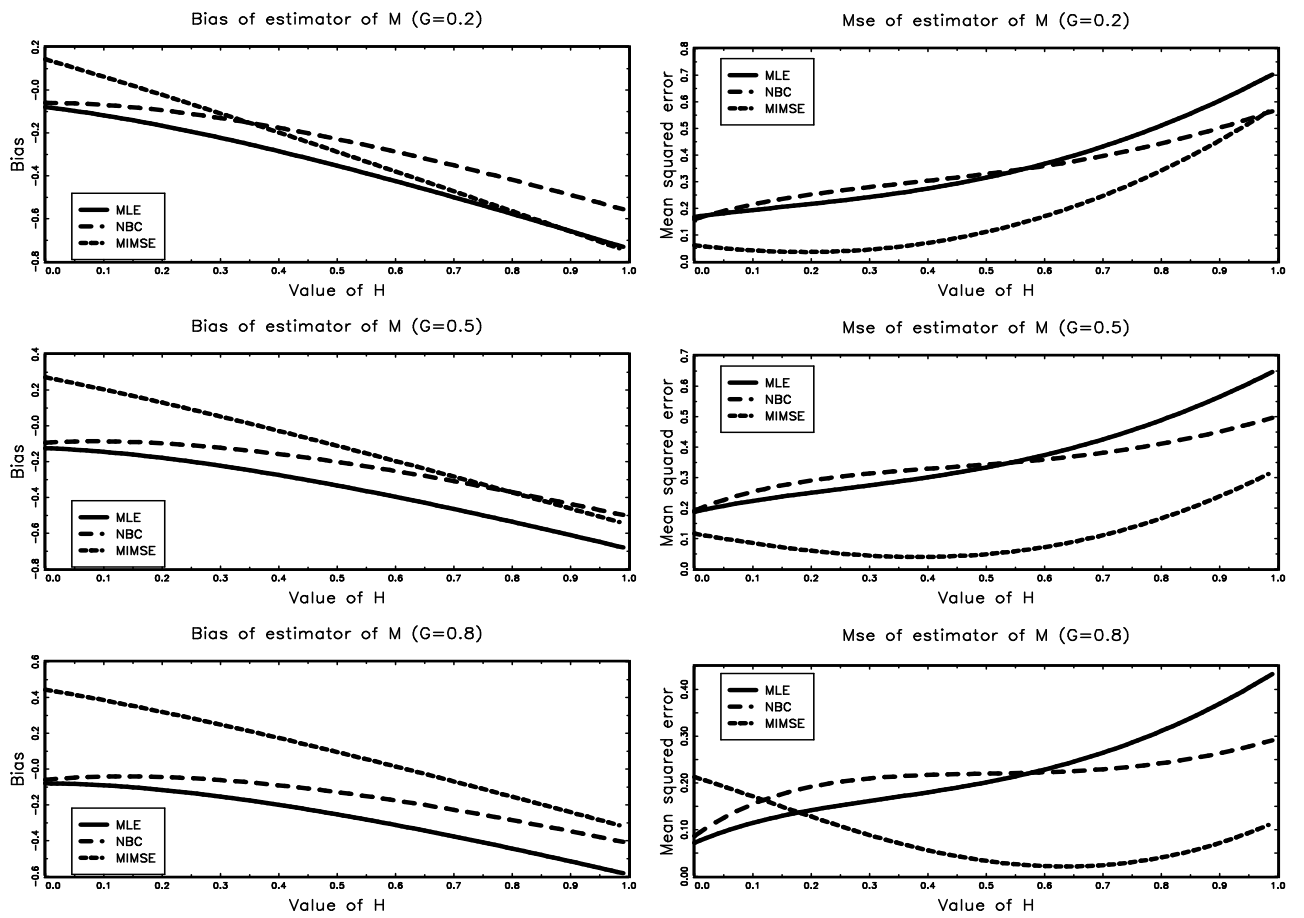 Bias of estimator of M (G=0.2)
Bias
0.2
−0.0
−0.2
−0.4
−0.6
−0.8
MLE
NBC
MIMSE
0.0 0.1 0.2 0.3 0.4 0.5 0.6 0.7 0.8 0.9 1.0
Value of H
Mse of estimator of M (G=0.2)
Mean squared error
0.8
0.7
0.6
0.5
0.4
0.3
0.2
0.1
0.0
MLE
NBC
MIMSE
0.0 0.1 0.2 0.3 0.4 0.5 0.6 0.7 0.8 0.9 1.0
Value of H
Bias of estimator of M (G=0.5)
Bias
0.4
0.2
−0.0
−0.2
−0.4
−0.6
−0.8
MLE
NBC
MIMSE
0.0 0.1 0.2 0.3 0.4 0.5 0.6 0.7 0.8 0.9 1.0
Value of H
Mse of estimator of M (G=0.5)
Mean squared error
0.7
0.6
0.5
0.4
0.3
0.2
0.1
0.0
MLE
NBC
MIMSE
0.0 0.1 0.2 0.3 0.4 0.5 0.6 0.7 0.8 0.9 1.0
Value of H
Bias of estimator of M (G=0.8)
Bias
0.6
0.4
0.2
−0.0
−0.2
−0.4
−0.6
MLE
NBC
MIMSE
0.0 0.1 0.2 0.3 0.4 0.5 0.6 0.7 0.8 0.9 1.0
Value of H
Mse of estimator of M (G=0.8)
Mean squared error
0.40
0.30
0.20
0.10
0.00
MLE
NBC
MIMSE
0.0 0.1 0.2 0.3 0.4 0.5 0.6 0.7 0.8 0.9 1.0
Value of H